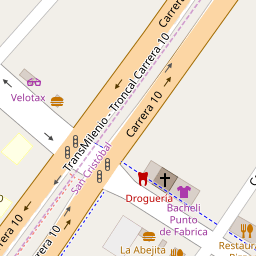 Carrera
TransMilenio - Troncal Carrera 10
Velotax
Carrera 10
San Cristóbal
Droguería
Bacheli
Punto
de Fabrica
Carrera 10
Carrera 10
La Abejita
Restaura